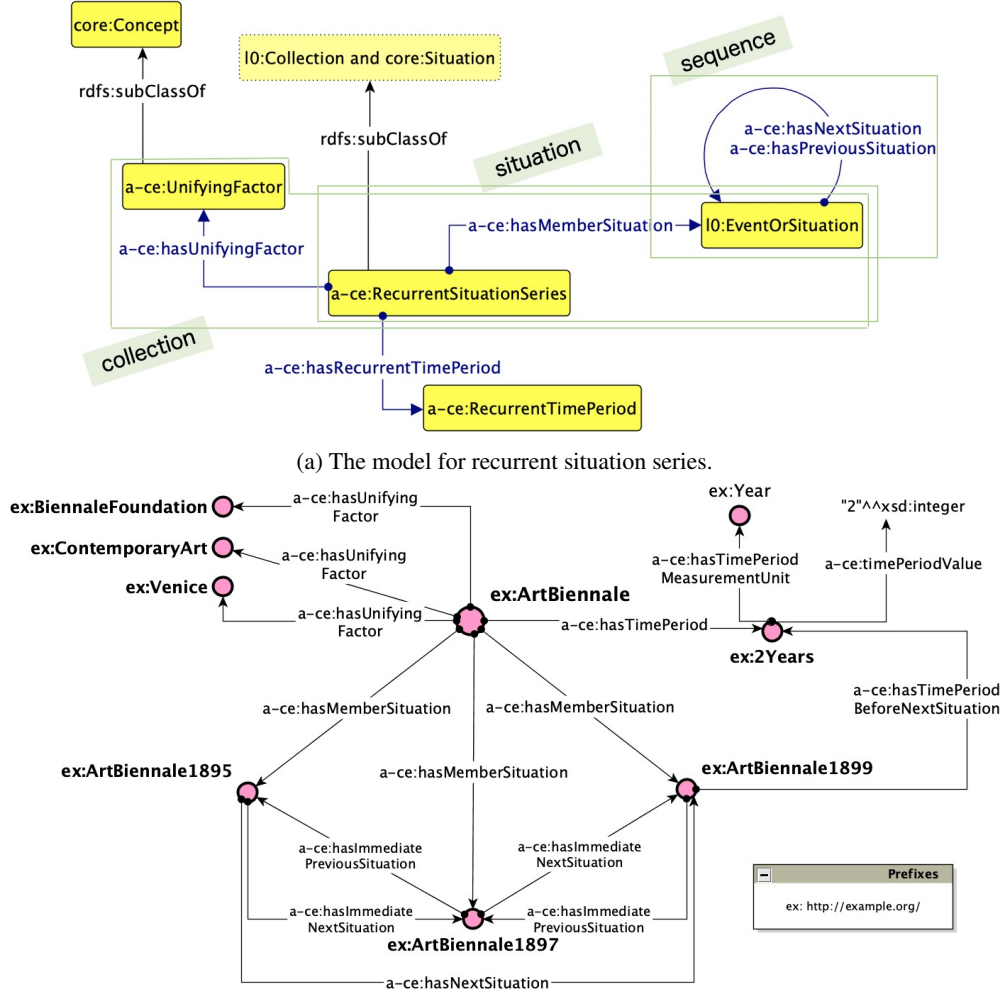 core:Concept
l0:Collection and core:Situation
sequence
rdfs:subClassOf
rdfs:subClassOf
a-ce:hasNextSituation
a-ce:hasPreviousSituation
situation
a-ce:UnifyingFactor
a-ce:hasMemberSituation
l0:EventOrSituation
a-ce:hasUnifyingFactor
a-ce:RecurrentSituationSeries
collection
a-ce:hasRecurrentTimePeriod
a-ce:RecurrentTimePeriod
(a) The model for recurrent situation series.
ex:BiennaleFoundation
a-ce:hasUnifying
Factor
ex:Year
"2"^^xsd:integer
ex:ContemporaryArt
a-ce:hasUnifying
Factor
a-ce:hasTimePeriod
MeasurementUnit
a-ce:timePeriodValue
ex:Venice
a-ce:hasUnifying
Factor
ex:ArtBiennale
a-ce:hasTimePeriod
ex:2Years
a-ce:hasTimePeriod
BeforeNextSituation
a-ce:hasMemberSituation
a-ce:hasMemberSituation
a-ce:hasMemberSituation
ex:ArtBiennale1895
ex:ArtBiennale1899
a-ce:hasImmediate
PreviousSituation
a-ce:hasImmediate
NextSituation
a-ce:hasImmediate
NextSituation
a-ce:hasImmediate
PreviousSituation
ex:ArtBiennale1897
a-ce:hasNextSituation
Prefixes
ex: http://example.org/